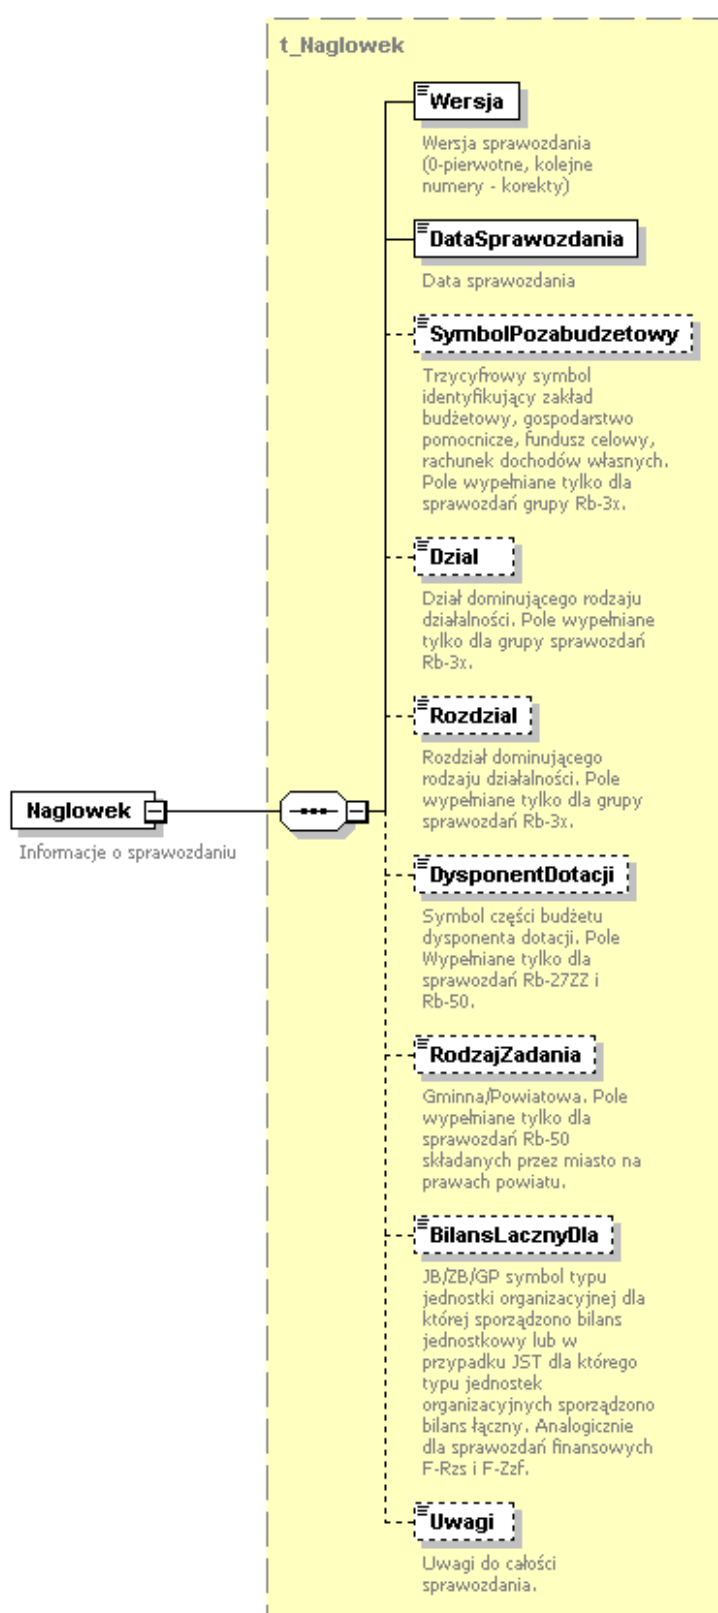 t_Naglowek
Wersja
Wersja sprawozdania
(0-pierwotne, kolejne
numery - korekty)
DataSprawozdania
Data sprawozdania
SymbolPozabudzetowy
Trzycyfrowy symbol
identyfikujący zakład
budżetowy, gospodarstwo
pomocnicze, fundusz celowy,
rachunek dochodów własnych.
Pole wypełniane tylko dla
sprawozdań grupy Rb-3x.
Dzial
Dział dominującego rodzaju
działalności. Pole wypełniane
tylko dla grupy sprawozdań
Rb-3x.
Rozdzial
Rozdział dominującego
rodzaju działalności. Pole
wypełniane tylko dla grupy
sprawozdań Rb-3x.
Naglowek
Informacje o sprawozdaniu
DysponentDotacji
Symbol części budżetu
dysponenta dotacji. Pole
Wypełniane tylko dla
sprawozdań Rb-27ZZ i
Rb-50.
RodzajZadania
Gminna/Powiatowa. Pole
wypełniane tylko dla
sprawozdań Rb-50
składanych przez miasto na
prawach powiatu.
BilansLacznyDla
JB/ZB/GP symbol typu
jednostki organizacyjnej dla
której sporządzono bilans
jednostkowy lub w
przypadku JST dla którego
typu jednostek
organizacyjnych sporządzono
bilans łączny. Analogicznie
dla sprawozdań finansowych
F-Rzs i F-Zzf.
Uwagi
Uwagi do całości
sprawozdania.